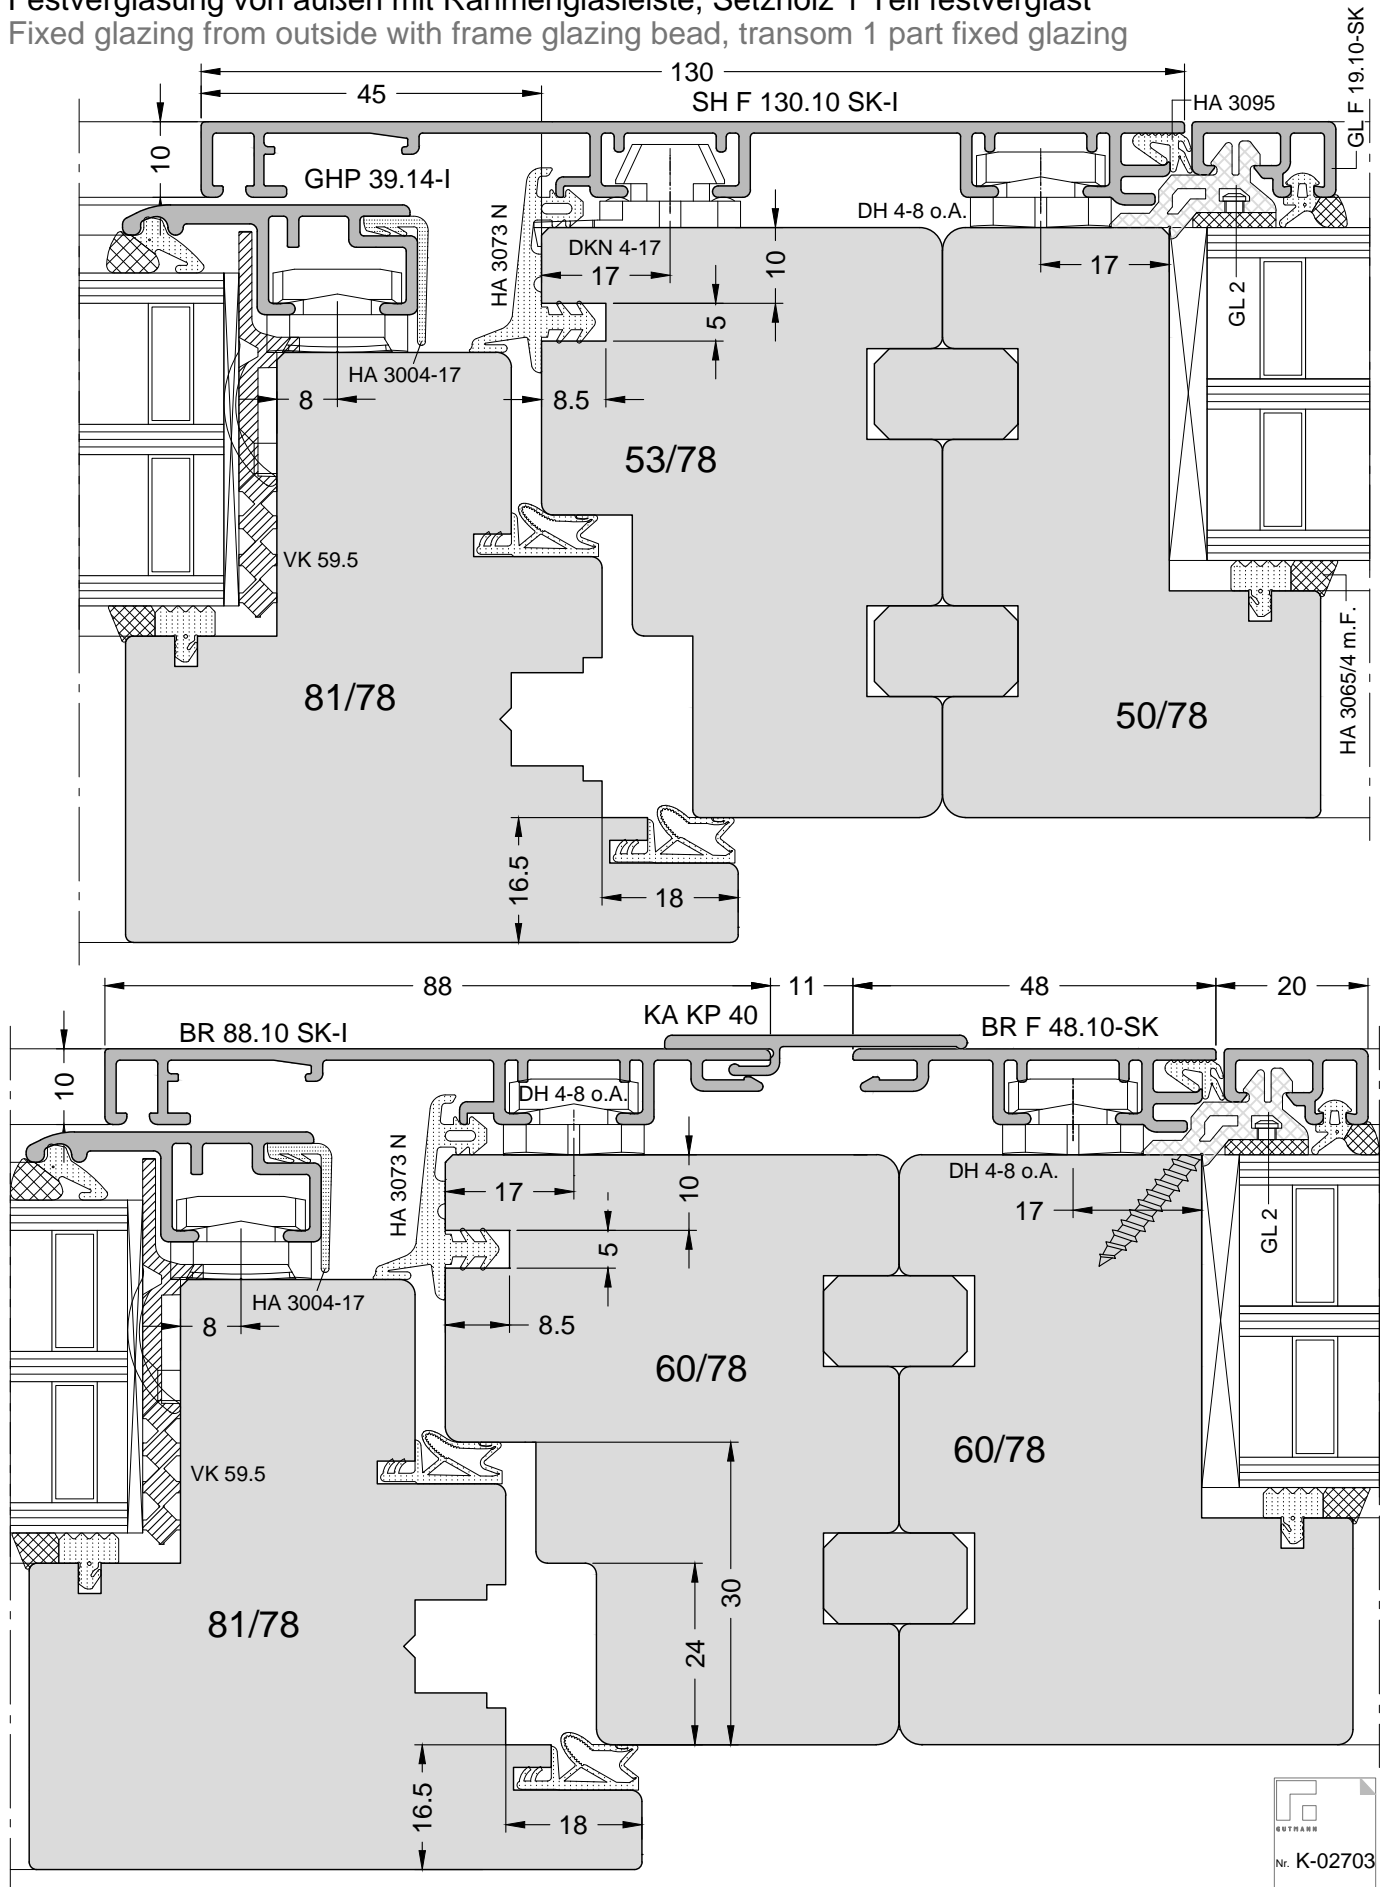 Festverglasung von außen mit Rahmenglasleiste, Setzholz 1 Teil festverglast
Fixed glazing from outside with frame glazing bead, transom 1 part fixed glazing
130
45
SH F 130.10 SK-I
HA 3095
GL F 19.10-SK
10
GHP 39.14-I
HA 3073 N
DH 4-8 o.A.
DKN 4-17
17
10
17
5
GL 2
HA 3004-17
8
8.5
53/78
VK 59.5
HA 3065/4 m.F.
81/78
50/78
16.5
18
88
11
48
20
BR 88.10 SK-I
KA KP 40
BR F 48.10-SK
10
DH 4-8 o.A.
HA 3073 N
DH 4-8 o.A.
17
10
17
5
GL 2
HA 3004-17
8
8.5
60/78
60/78
VK 59.5
30
24
81/78
16.5
18
GUTMANN
Nr. K-02703